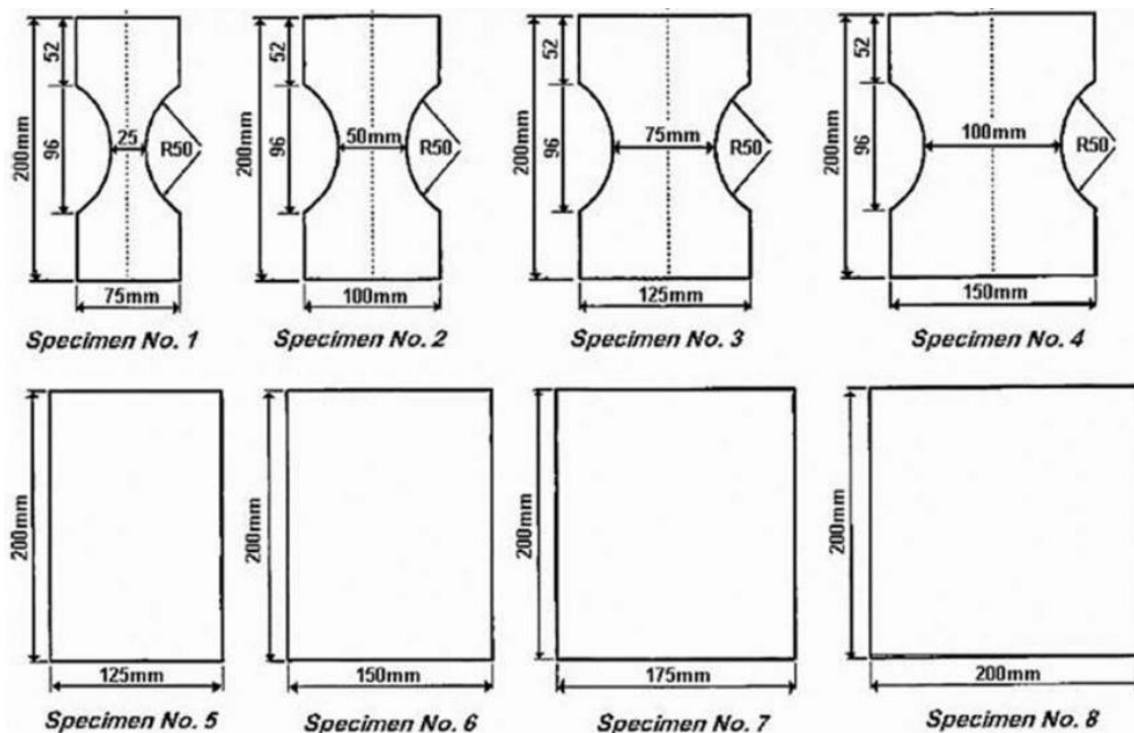 52
96
200mm
25
R50
75mm
Specimen No. 1
52
96
200mm
50mm
R50
100mm
Specimen No. 2
52
96
200mm
75mm
R50
125mm
Specimen No. 3
52
96
200mm
100mm
R50
150mm
Specimen No. 4
200mm
125mm
Specimen No. 5
200mm
150mm
Specimen No. 6
200mm
175mm
Specimen No. 7
200mm
200mm
Specimen No. 8